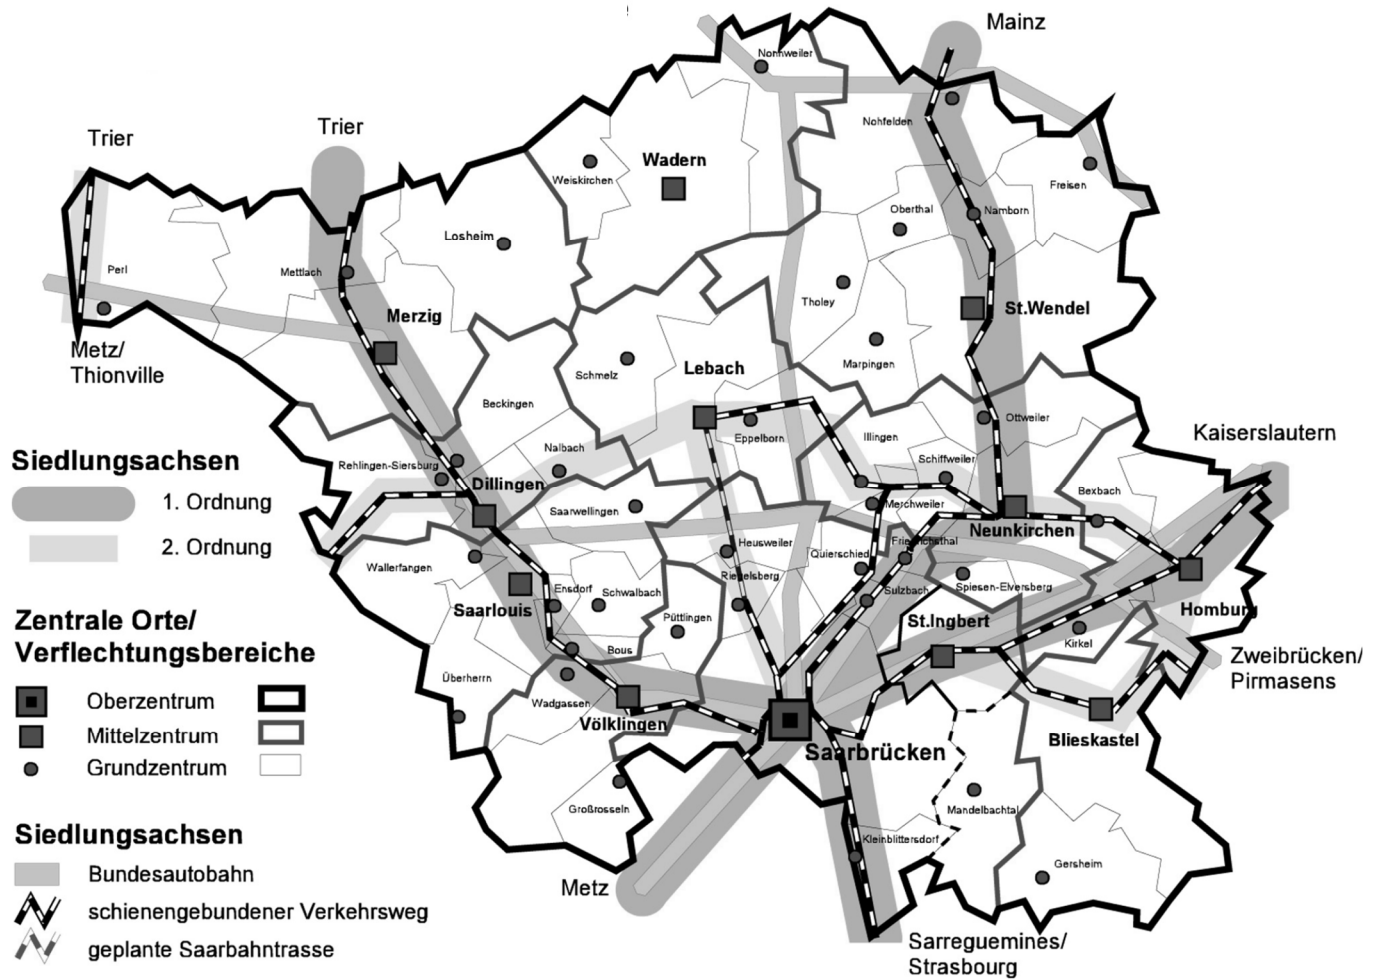 Mainz
Nonnweiler
Trier
Trier
Nohfelden
Wadern
Weiskirchen
Freisen
Oberthal
Namborn
Losheim
Perl
Mettlach
Tholey
St.Wendel
Merzig
Metz/
Thionville
Schmelz
Lebach
Marpingen
Beckingen
Ottweiler
Eppelborn
Illingen
Kaiserslautern
Nalbach
Schiffweiler
Siedlungsachsen
Rehlingen-Siersburg
Dillingen
Bexbach
1. Ordnung
Saarwellingen
Merchweiler
Neunkirchen
2. Ordnung
Heusweiler
Quierschied
Friedrichsthal
Wallerfangen
Riegelsberg
Ensdorf
Schwalbach
Sulzbach
Spiesen-Elversberg
Saarlouis
Homburg
Zentrale Orte/
Verflechtungsbereiche
Püttlingen
St.Ingbert
Kirkel
Bous
Zweibrücken/
Pirmasens
Überherrn
Oberzentrum
Wadgassen
Völklingen
Mittelzentrum
Blieskastel
Saarbrücken
Grundzentrum
Großrosseln
Mandelbachtal
Siedlungsachsen
Kleinblittersdorf
Gersheim
Bundesautobahn
Metz
schienengebundener Verkehrsweg
geplante Saarbahntrasse
Sarreguemines/
Strasbourg